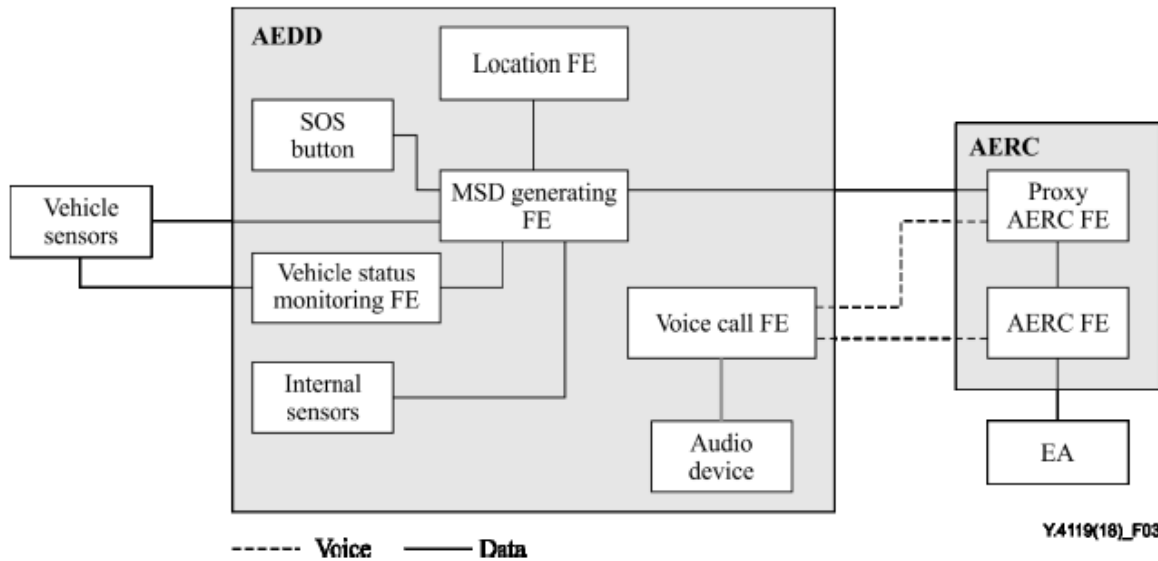 AEDD
Location FE
SOS
button
AERC
MSD generating
FE
Proxy
AERC FE
Vehicle
sensors
Vehicle status
monitoring FE
Voice call FE
AERC FE
Internal
sensors
Audio
device
EA
Y.4119(18)_F03
Voice
Data